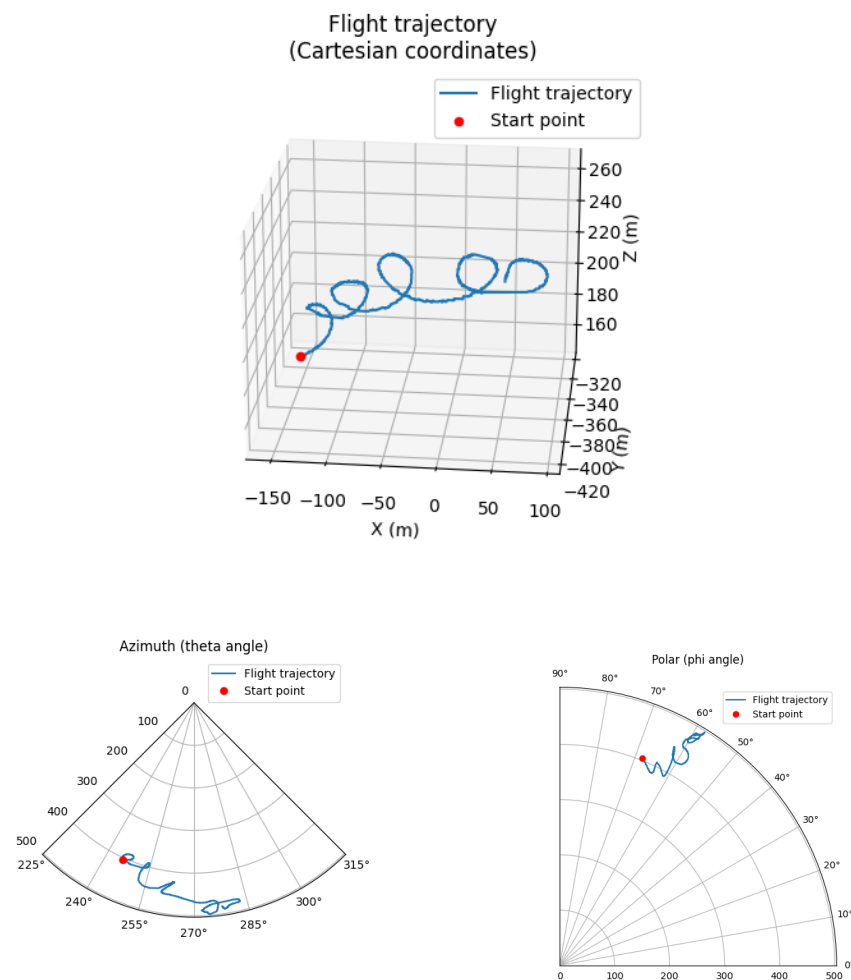 Flight trajectory
(Cartesian coordinates)
Flight trajectory
Start point
260
240
220
200
180
160
Z (m)
−320
−340
−360
−380
−400
−420
Y (m)
−150 −100 −50 0 50 100
X (m)
Azimuth (theta angle)
Flight trajectory
Start point
0
100
200
300
400
500
225° 315°
240° 300°
255° 285°
270°
Polar (phi angle)
Flight trajectory
Start point
90°
80°
70°
60°
50°
40°
30°
20°
10°
0°
0 100 200 300 400 500